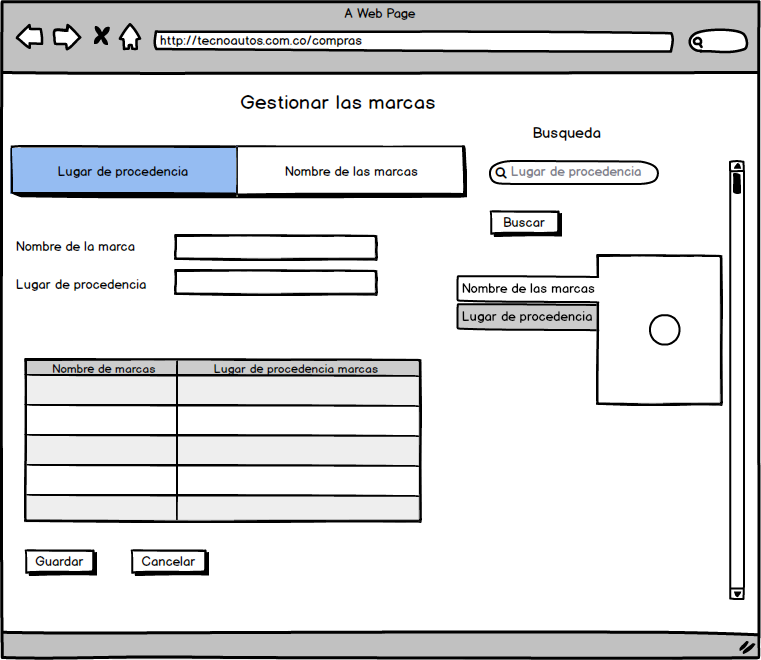 A Web Page
http://tecnoautos.com.co/compras
Gestionar las marcas
Busqueda
Lugar de procedencia
Nombre de las marcas
Lugar de procedencia
Buscar
Nombre de la marca
Lugar de procedencia
Nombre de las marcas
Lugar de procedencia
Nombre de marcas
Lugar de procedencia marcas
Guardar
Cancelar